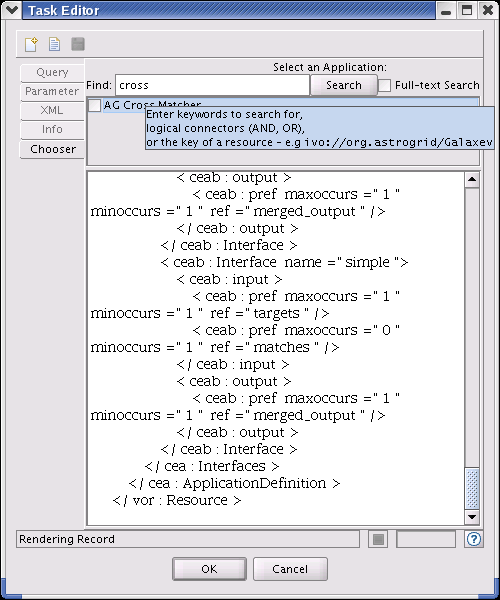 Task Editor
Select an Application:
Query
Find: cross Search Full-text Search
Parameter
XML
Info
Chooser
AG Cross Matcher
Enter keywords to search for,
logical connectors (AND, OR),
or the key of a resource - e.g ivo://org.astrogrid/Galaxev
< ceab : output >
< ceab : pref maxoccurs =" 1 "
minoccurs =" 1 " ref =" merged_output " />
</ ceab : output >
</ ceab : Interface >
< ceab : Interface name =" simple ">
< ceab : input >
< ceab : pref maxoccurs =" 1 "
minoccurs =" 1 " ref =" targets " />
< ceab : pref maxoccurs =" 0 "
minoccurs =" 1 " ref =" matches " />
</ ceab : input >
< ceab : output >
< ceab : pref maxoccurs =" 1 "
minoccurs =" 1 " ref =" merged_output " />
</ ceab : output >
</ ceab : Interface >
</ cea : Interfaces >
</ cea : ApplicationDefinition >
</ vor : Resource >
Rendering Record
?
OK Cancel